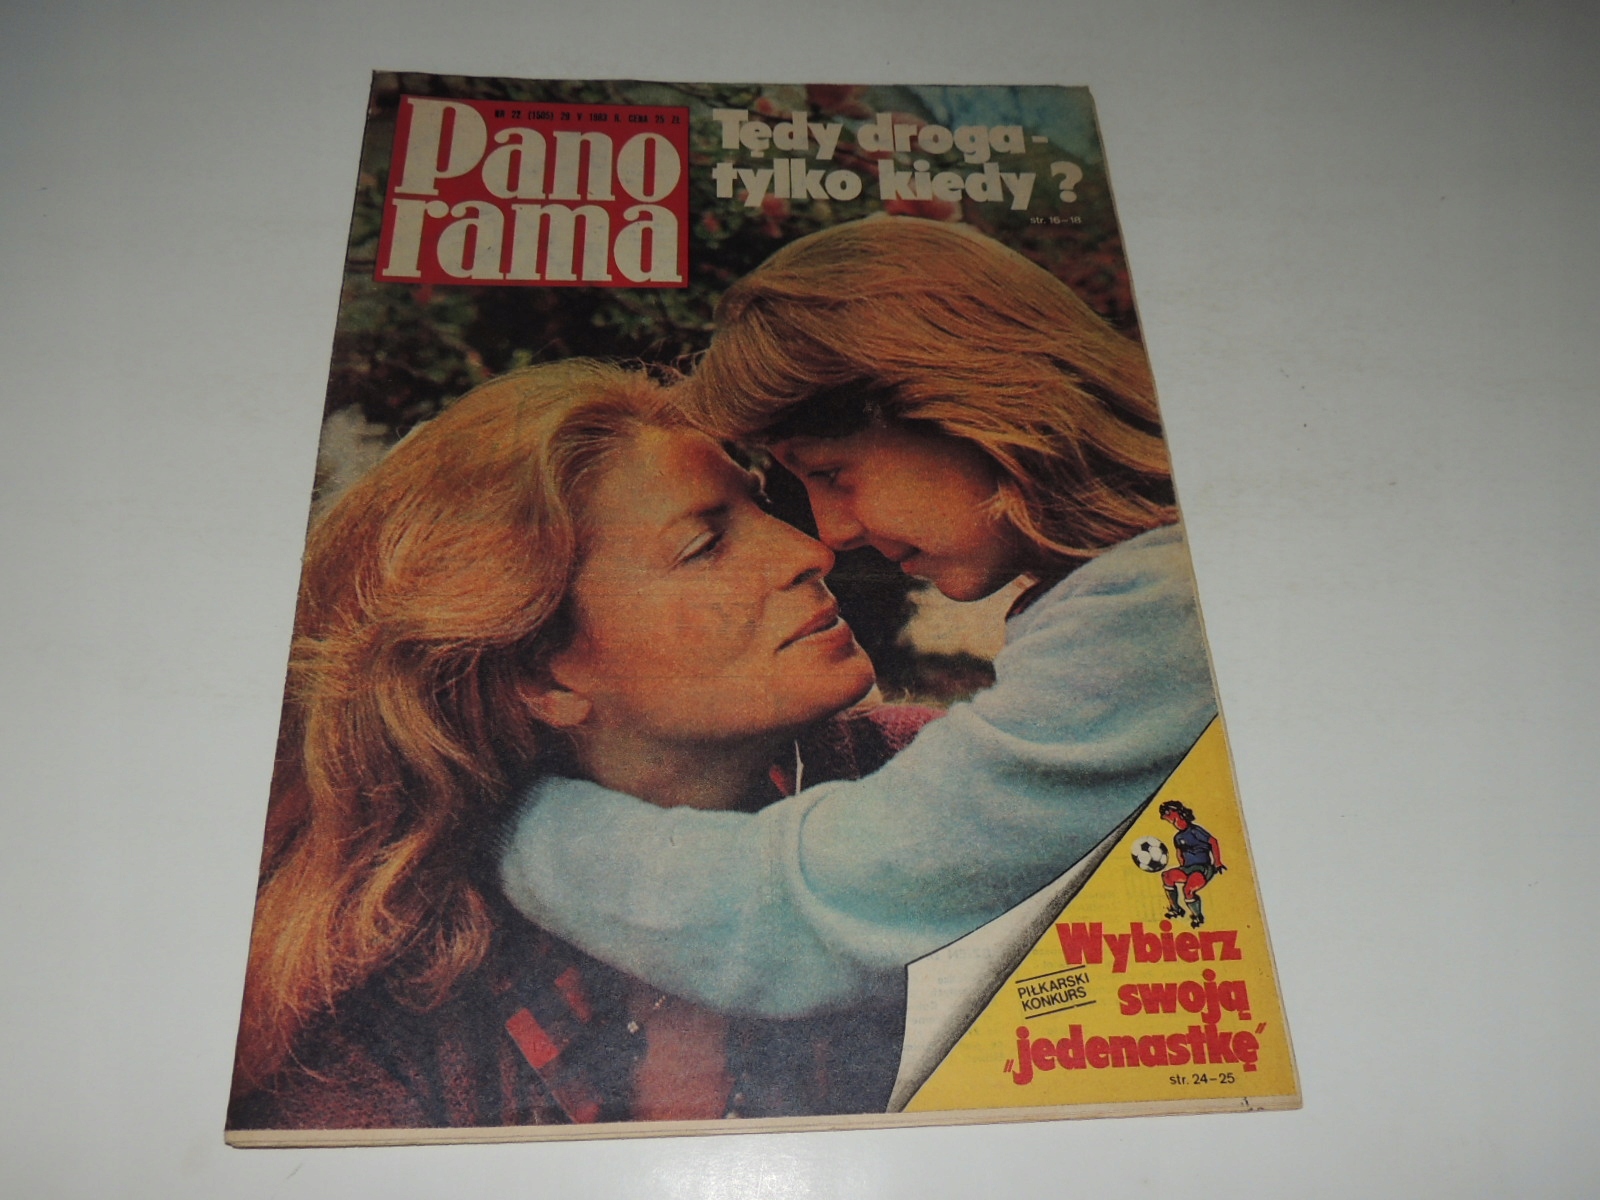 NR 22 (1505) 29 V 1983 R. CENA 25 ZŁ
Pano
rama
Tędy droga -
tylko kiedy ?
str. 16–18
Wybierz
PIŁKARSKI
KONKURS
swoją
„jedenastkę”
str. 24–25